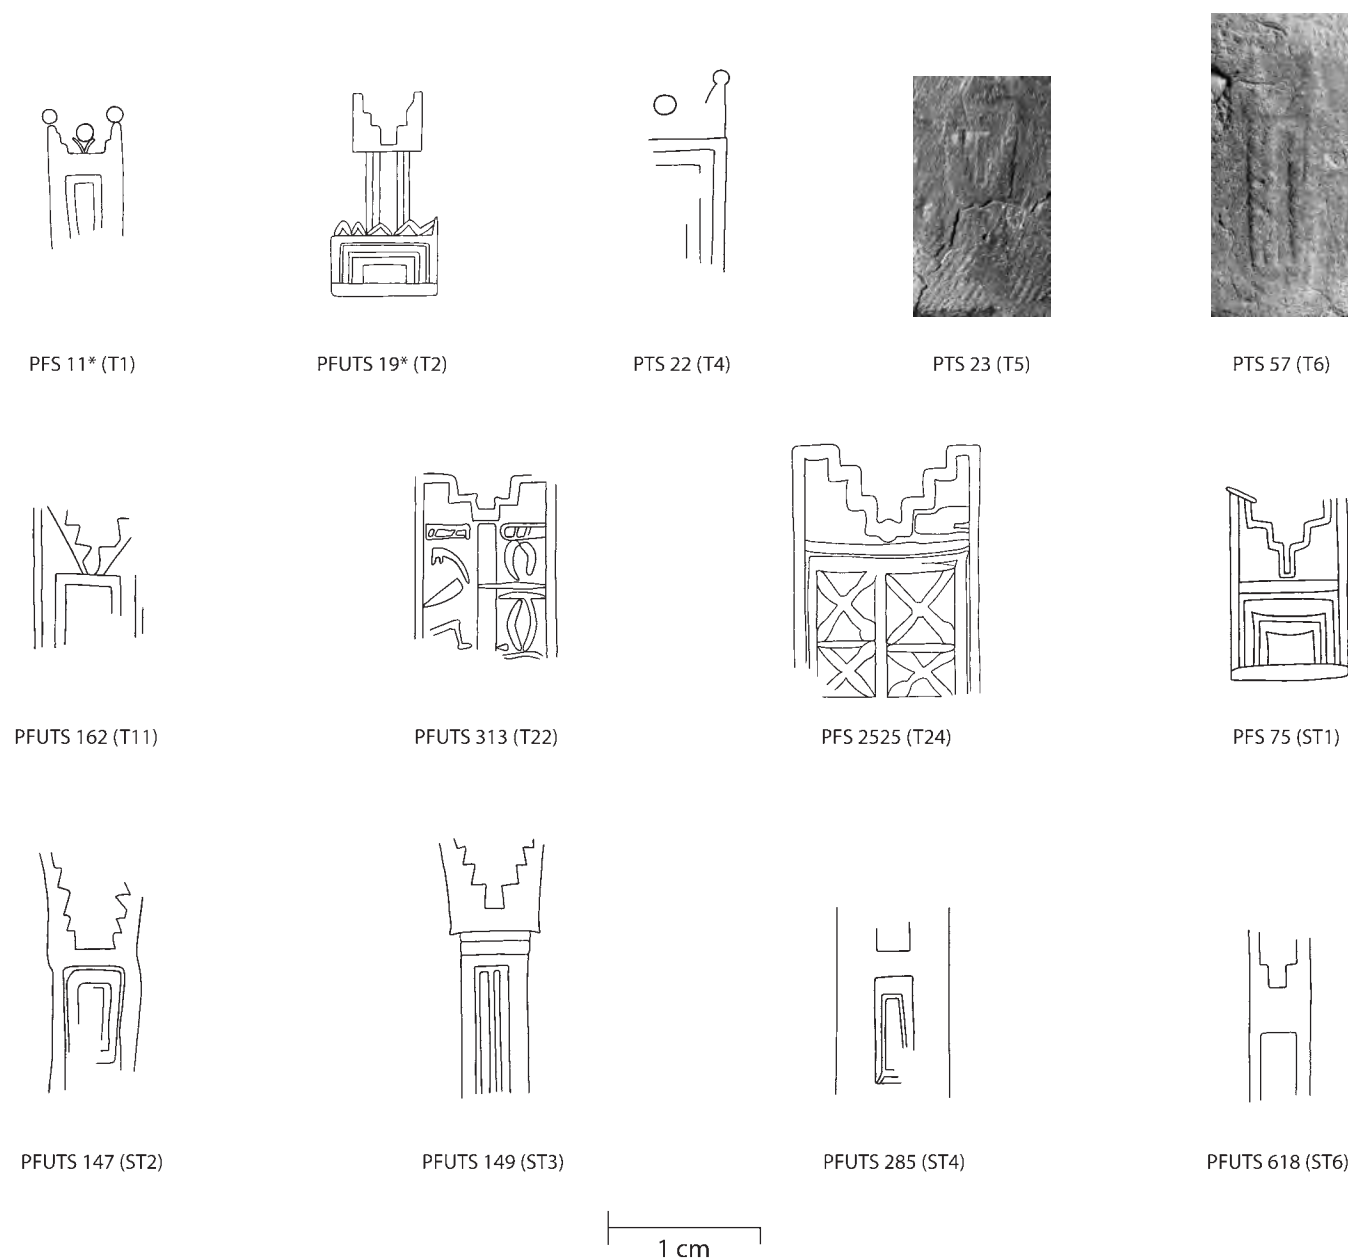 PFS 11* (T1)
PFUTS 19* (T2)
PTS 22 (T4)
PTS 23 (T5)
PTS 57 (T6)
PFUTS 162 (T11)
PFUTS 313 (T22)
PFS 2525 (T24)
PFS 75 (ST1)
PFUTS 147 (ST2)
PFUTS 149 (ST3)
PFUTS 285 (ST4)
PFUTS 618 (ST6)
1 cm